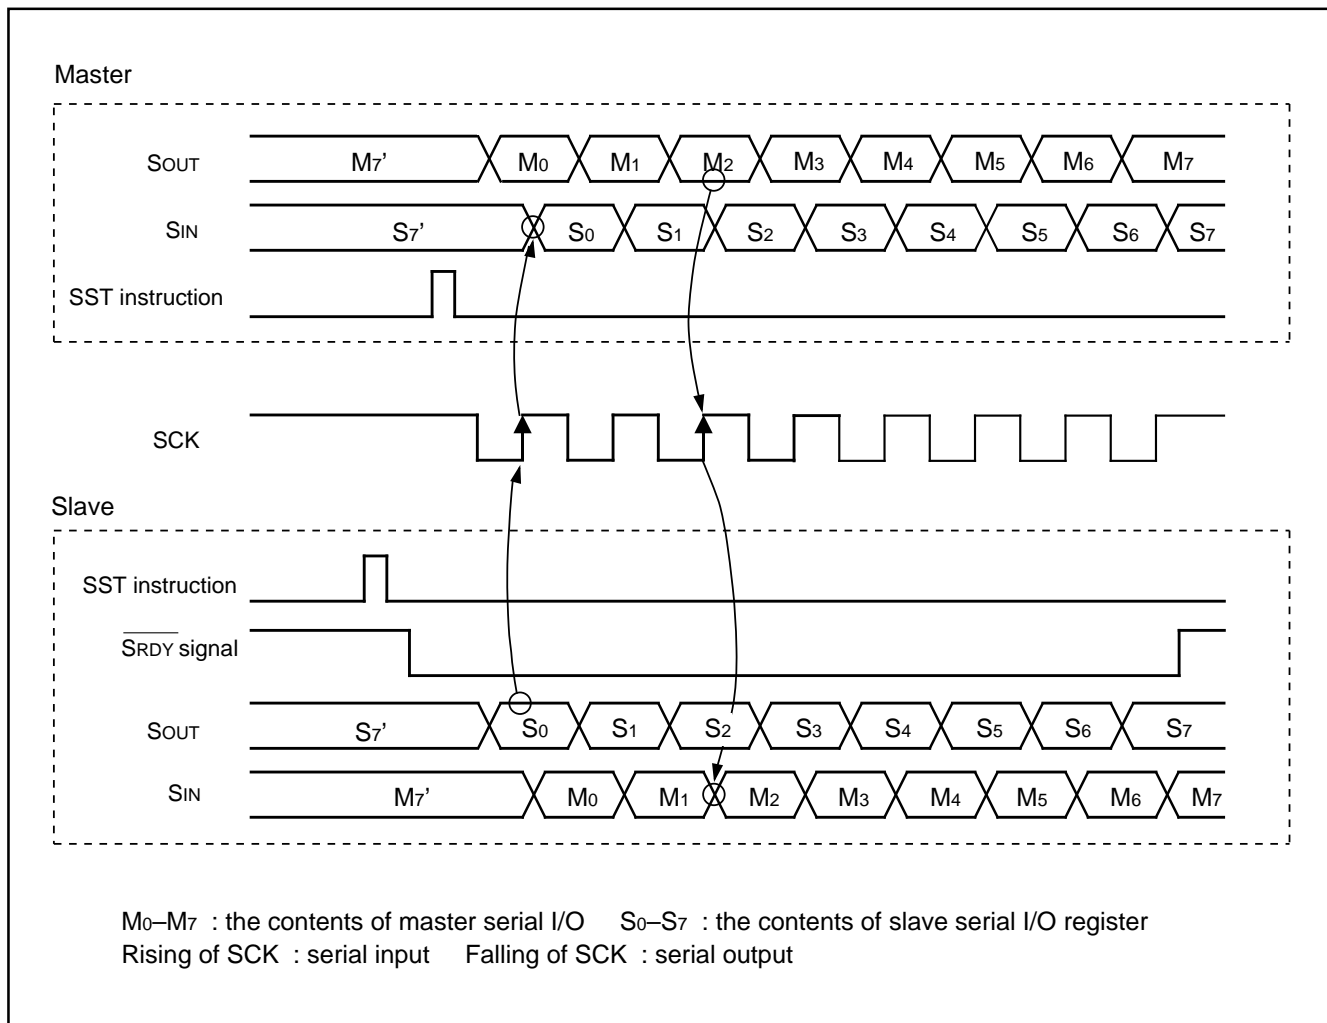 Master
SOUT M7' M0 M1 M2 M3 M4 M5 M6 M7
SIN S7' S0 S1 S2 S3 S4 S5 S6 S7
SST instruction
SCK
Slave
SST instruction
SRDY signal
SOUT S7' S0 S1 S2 S3 S4 S5 S6 S7
SIN M7' M0 M1 M2 M3 M4 M5 M6 M7
M0–M7 : the contents of master serial I/O S0–S7 : the contents of slave serial I/O register
Rising of SCK : serial input Falling of SCK : serial output